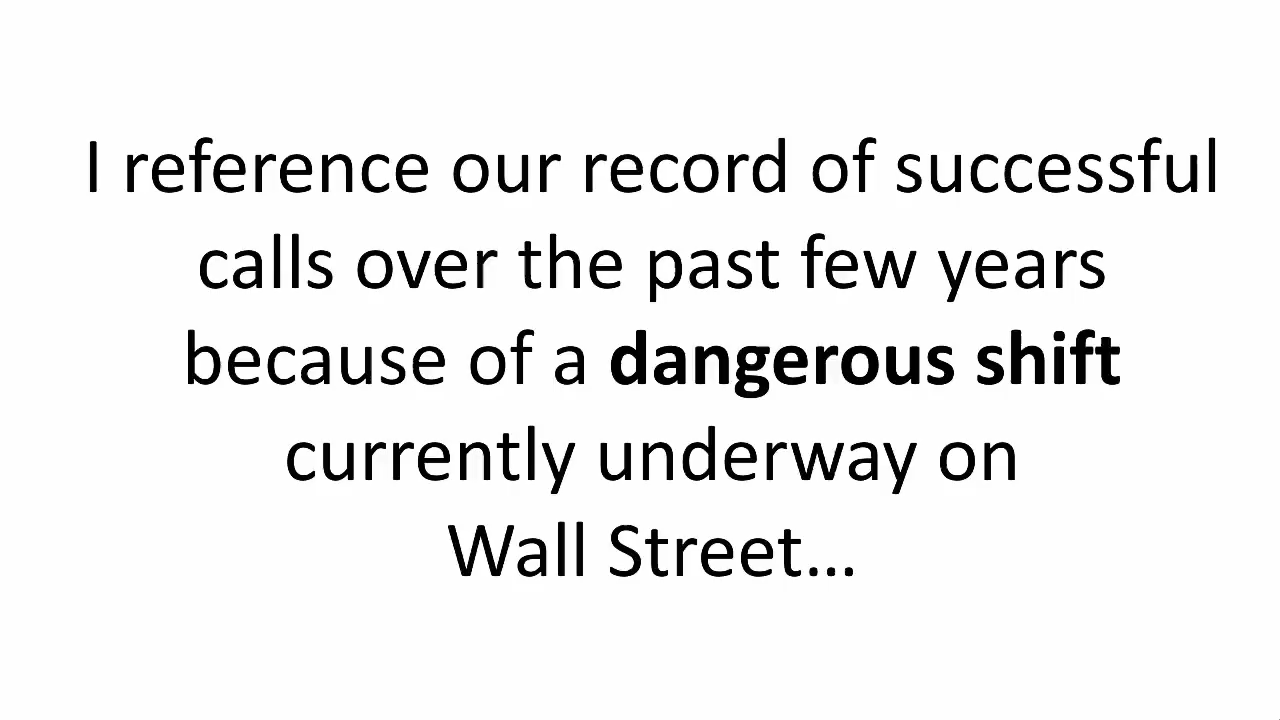 I reference our record of successful
calls over the past few years
because of a dangerous shift
currently underway on
Wall Street...